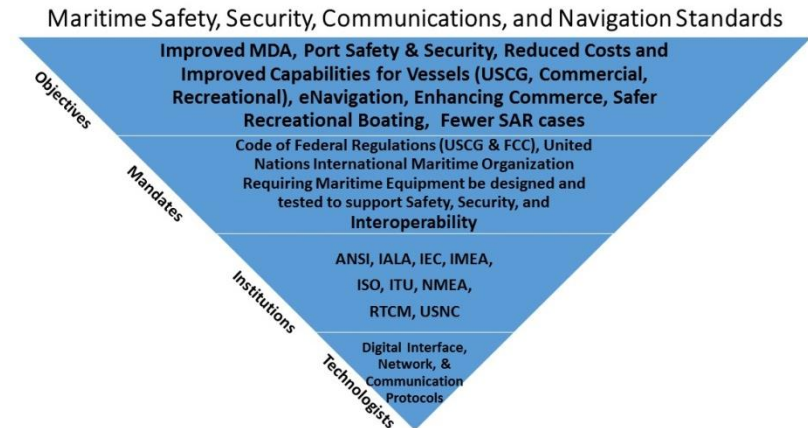 Maritime Safety, Security, Communications, and Navigation Standards
Improved MDA, Port Safety & Security, Reduced Costs and
Improved Capabilities for Vessels (USCG, Commercial,
Recreational), eNavigation, Enhancing Commerce, Safer
Recreational Boating, Fewer SAR cases
Objectives
Code of Federal Regulations (USCG & FCC), United
Nations International Maritime Organization
Requiring Maritime Equipment be designed and
tested to support Safety, Security, and
Interoperability
Mandates
ANSI, IALA, IEC, IMEA,
ISO, ITU, NMEA,
RTCM, USNC
Institutions
Digital Interface,
Network, &
Communication
Protocols
Technologists